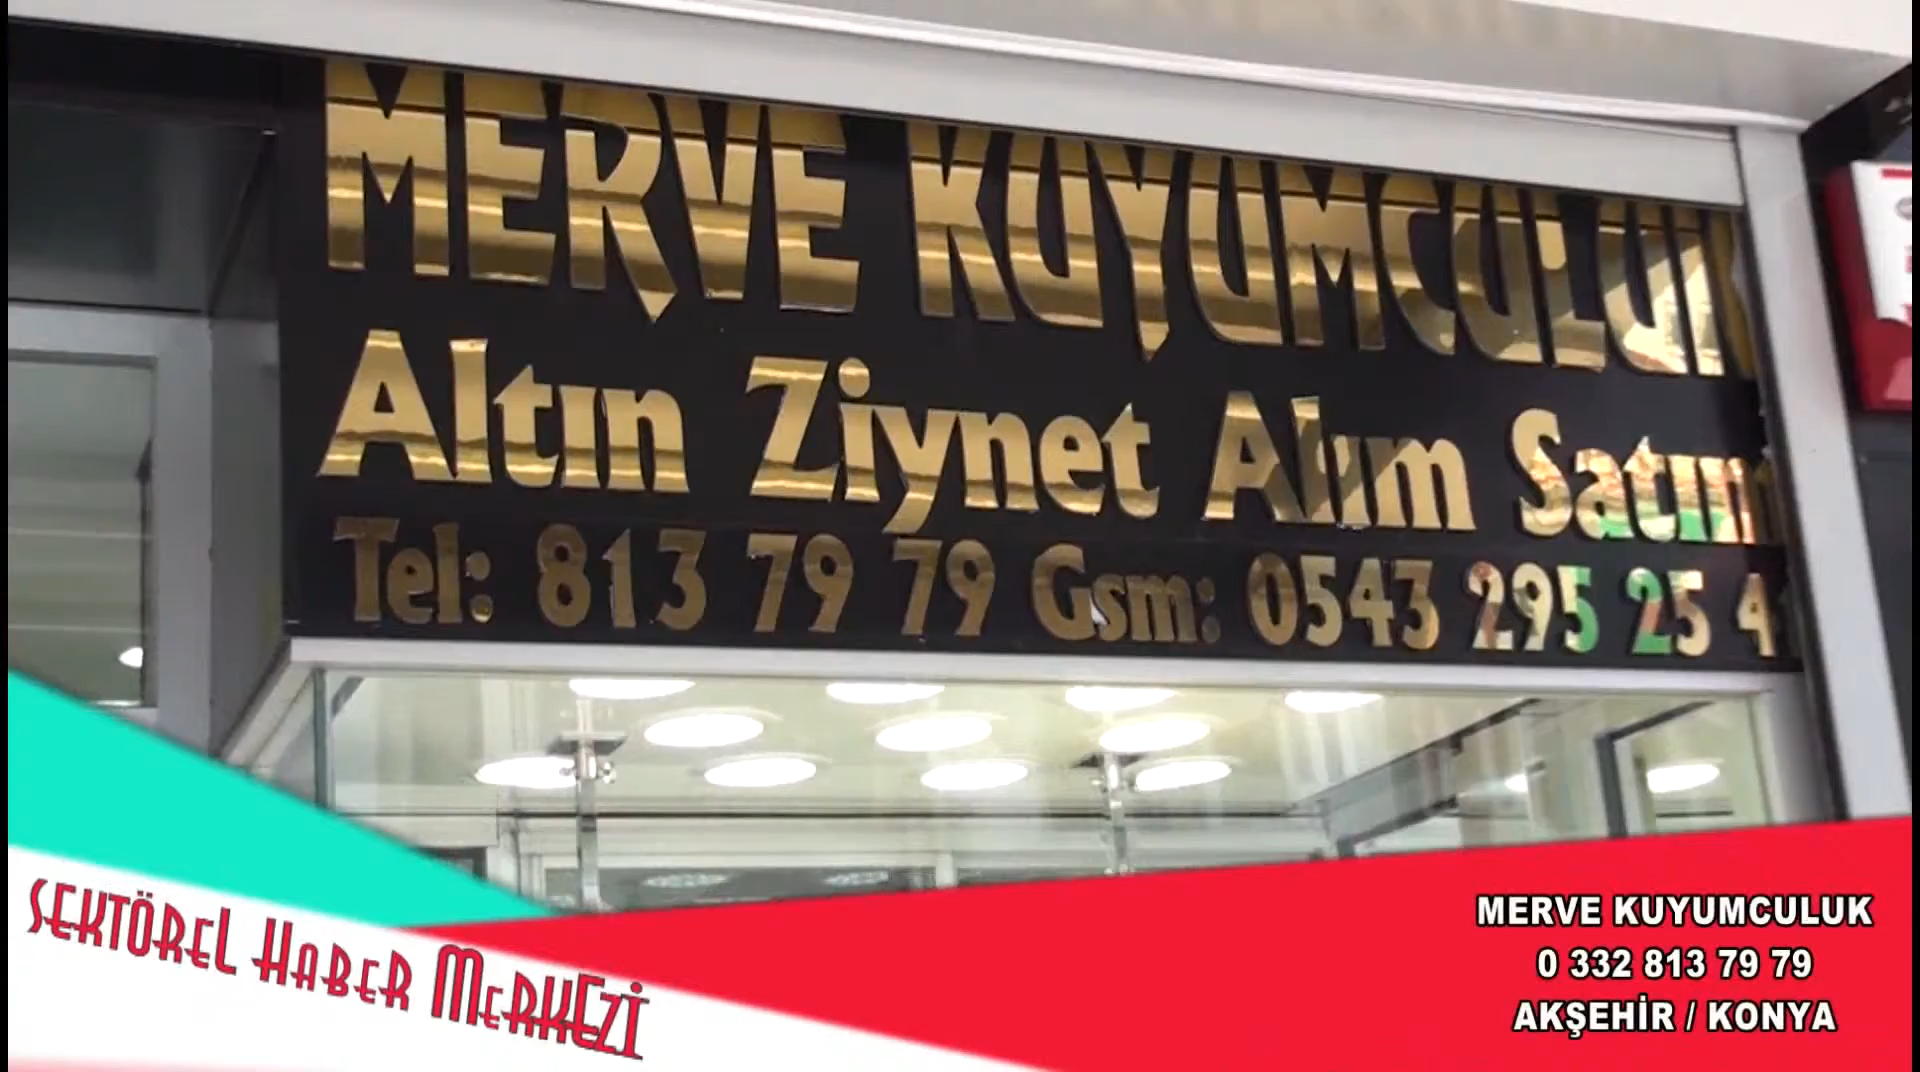 MERVE KUYUMCULUK
Altın Ziynet Alım Satım
Tel: 813 79 79 Gsm: 0543 295 25 4
SEKTÖREL HABER MERKEZİ
MERVE KUYUMCULUK
0 332 813 79 79
AKŞEHİR / KONYA